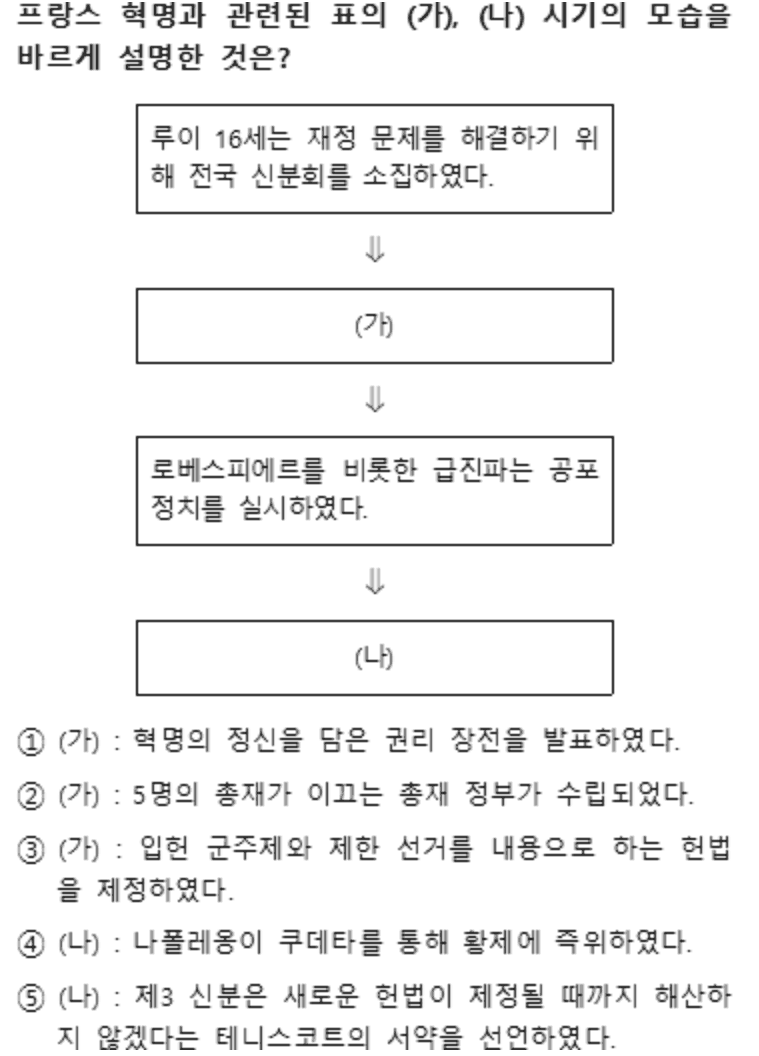 프랑스 혁명과 관련된 표의 (가), (나) 시기의 모습을
바르게 설명한 것은?
루이 16세는 재정 문제를 해결하기 위
해 전국 신분회를 소집하였다.
⇓
(가)
⇓
로베스피에르를 비롯한 급진파는 공포
정치를 실시하였다.
⇓
(나)
① (가) : 혁명의 정신을 담은 권리 장전을 발표하였다.
② (가) : 5명의 총재가 이끄는 총재 정부가 수립되었다.
③ (가) : 입헌 군주제와 제한 선거를 내용으로 하는 헌법
을 제정하였다.
④ (나) : 나폴레옹이 쿠데타를 통해 황제에 즉위하였다.
⑤ (나) : 제3 신분은 새로운 헌법이 제정될 때까지 해산하
지 않겠다는 테니스코트의 서약을 선언하였다.